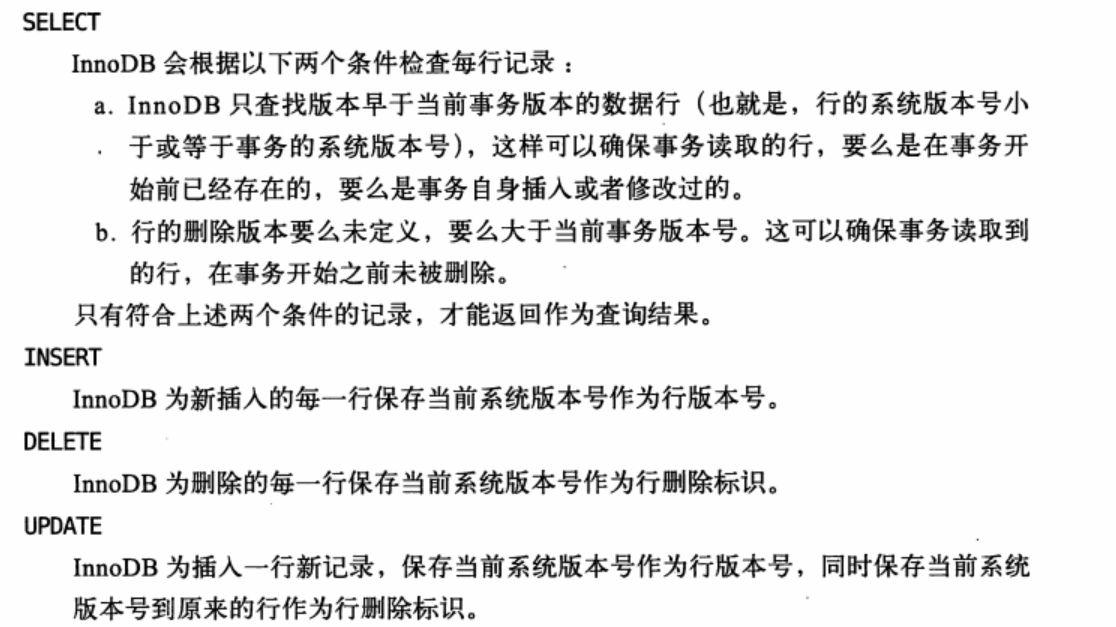 SELECT
InnoDB 会根据以下两个条件检查每行记录：
a. InnoDB 只查找版本早于当前事务版本的数据行（也就是，行的系统版本号小
于或等于事务的系统版本号），这样可以确保事务读取的行，要么是在事务开
始前已经存在的，要么是事务自身插入或者修改过的。
b. 行的删除版本要么未定义，要么大于当前事务版本号。这可以确保事务读取到
的行，在事务开始之前未被删除。
只有符合上述两个条件的记录，才能返回作为查询结果。
INSERT
InnoDB 为新插入的每一行保存当前系统版本号作为行版本号。
DELETE
InnoDB 为删除的每一行保存当前系统版本号作为行删除标识。
UPDATE
InnoDB 为插入一行新记录，保存当前系统版本号作为行版本号，同时保存当前系统
版本号到原来的行作为行删除标识。